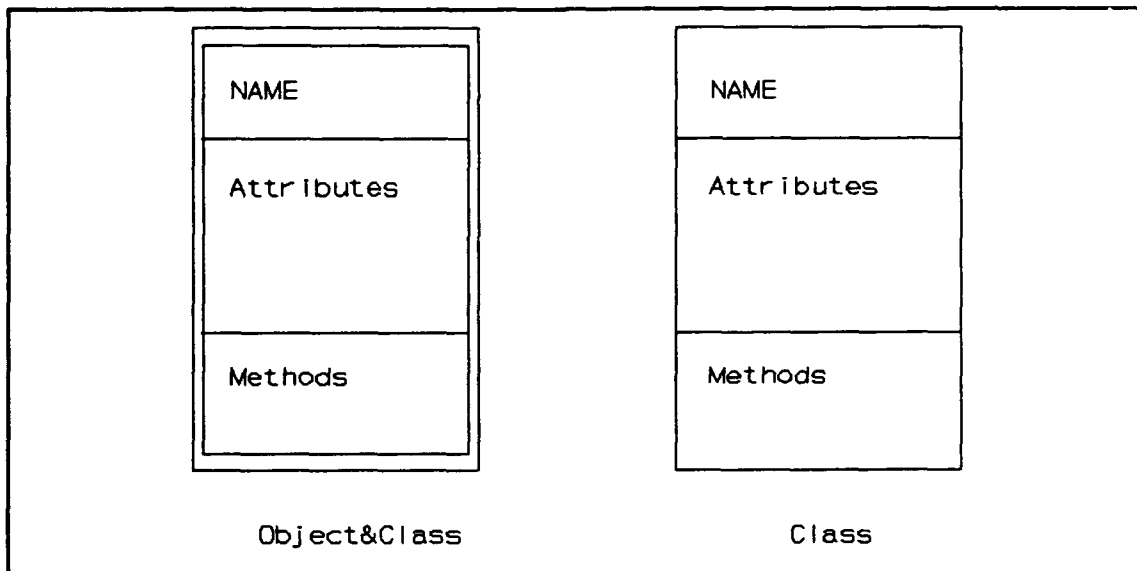 NAME
Attributes
Methods
Object&Class
NAME
Attributes
Methods
Class